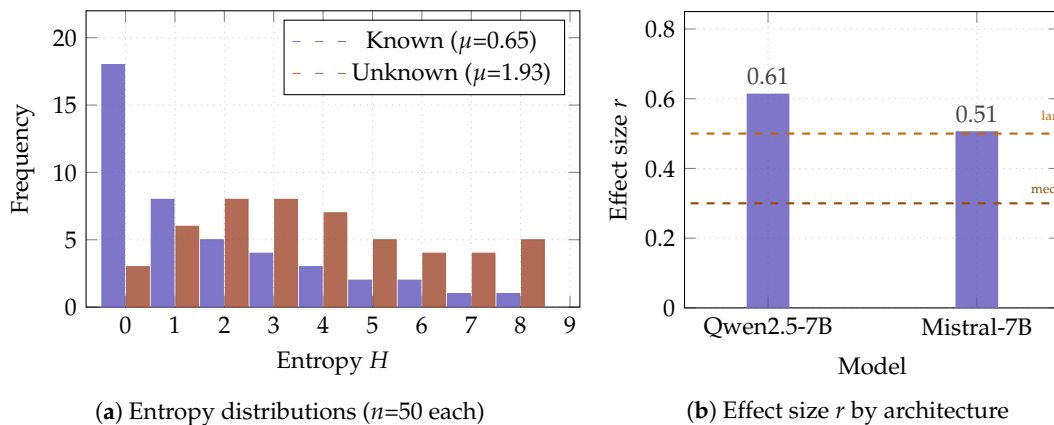 20
15
10
5
0
Frequency
Known (μ=0.65)
Unknown (μ=1.93)
0 1 2 3 4 5 6 7 8 9
Entropy H
(a) Entropy distributions (n=50 each)
0.8
0.6
0.4
0.2
0
Effect size r
0.61
0.51
lar
med
Qwen2.5-7B Mistral-7B
Model
(b) Effect size r by architecture